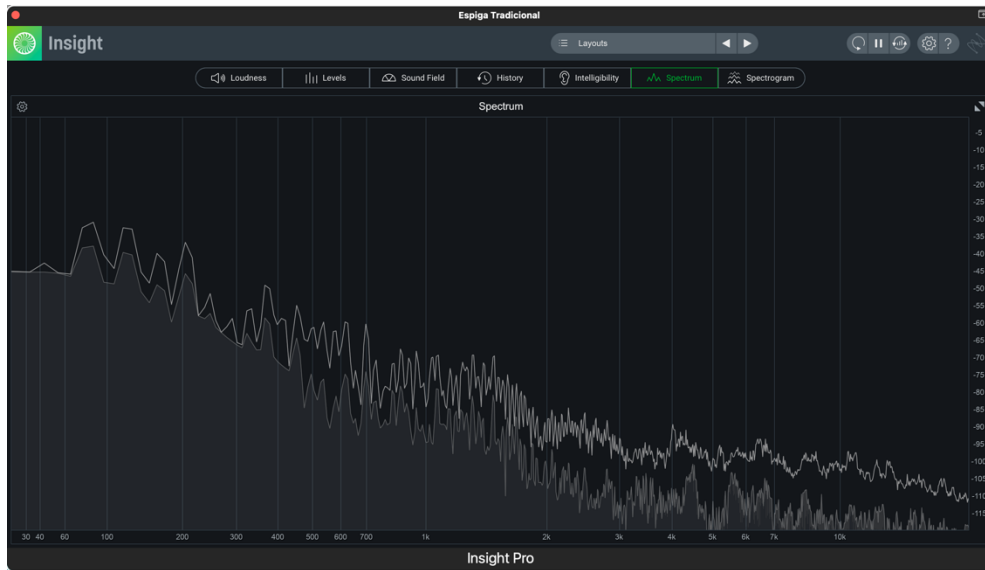 Espiga Tradicional
Insight
Layouts
Loudness
Levels
Sound Field
History
Intelligibility
Spectrum
Spectrogram
Spectrum
-5
-10
-15
-20
-25
-30
-35
-40
-45
-50
-55
-60
-65
-70
-75
-80
-85
-90
-95
-100
-105
-110
-115
30 40 60 100 200 300 400 500 600 700 1k 2k 3k 4k 5k 6k 7k 10k
Insight Pro